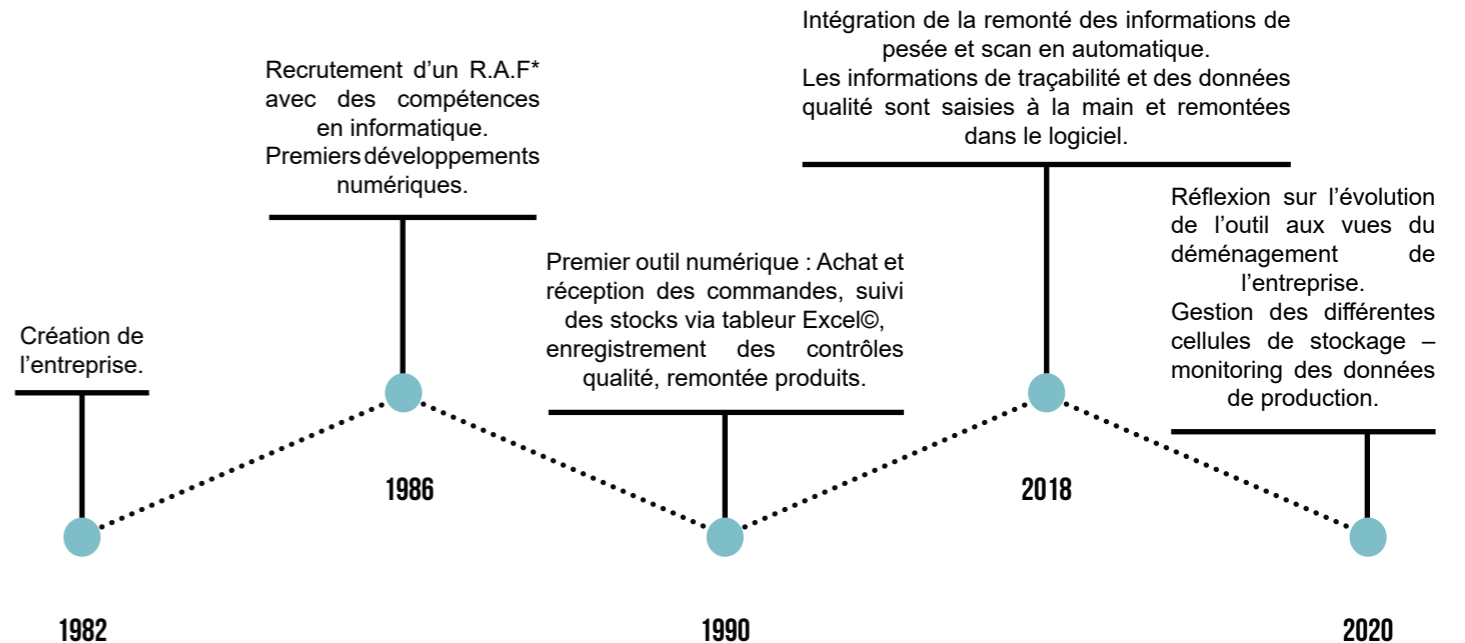 Création de
l’entreprise.
1982
Recrutement d’un R.A.F*
avec des compétences
en informatique.
Premiers développements
numériques.
1986
Premier outil numérique : Achat et
réception des commandes, suivi
des stocks via tableur Excel©,
enregistrement des contrôles
qualité, remontée produits.
1990
Intégration de la remonté des informations de
pesée et scan en automatique.
Les informations de traçabilité et des données
qualité sont saisies à la main et remontées
dans le logiciel.
2018
Réflexion sur l’évolution
de l’outil aux vues du
déménagement de
l’entreprise.
Gestion des différentes
cellules de stockage –
monitoring des données
de production.
2020